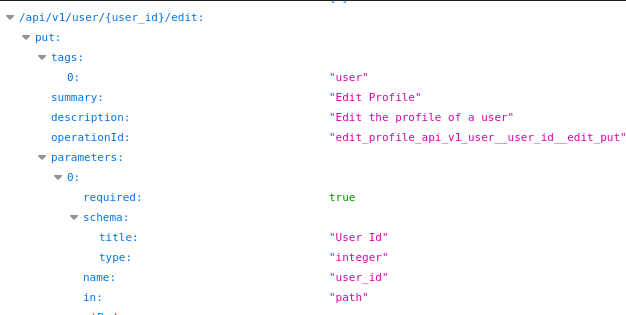 /api/v1/user/{user_id}/edit:
put:
tags:
0: "user"
summary: "Edit Profile"
description: "Edit the profile of a user"
operationId: "edit_profile_api_v1_user__user_id__edit_put"
parameters:
0:
required: true
schema:
title: "User Id"
type: "integer"
name: "user_id"
in: "path"